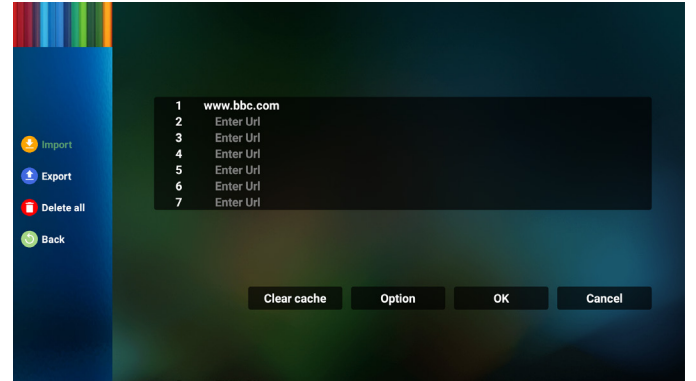 1 www.bbc.com
2 Enter Url
3 Enter Url
4 Enter Url
5 Enter Url
6 Enter Url
7 Enter Url
Import
Export
Delete all
Back
Clear cache Option OK Cancel